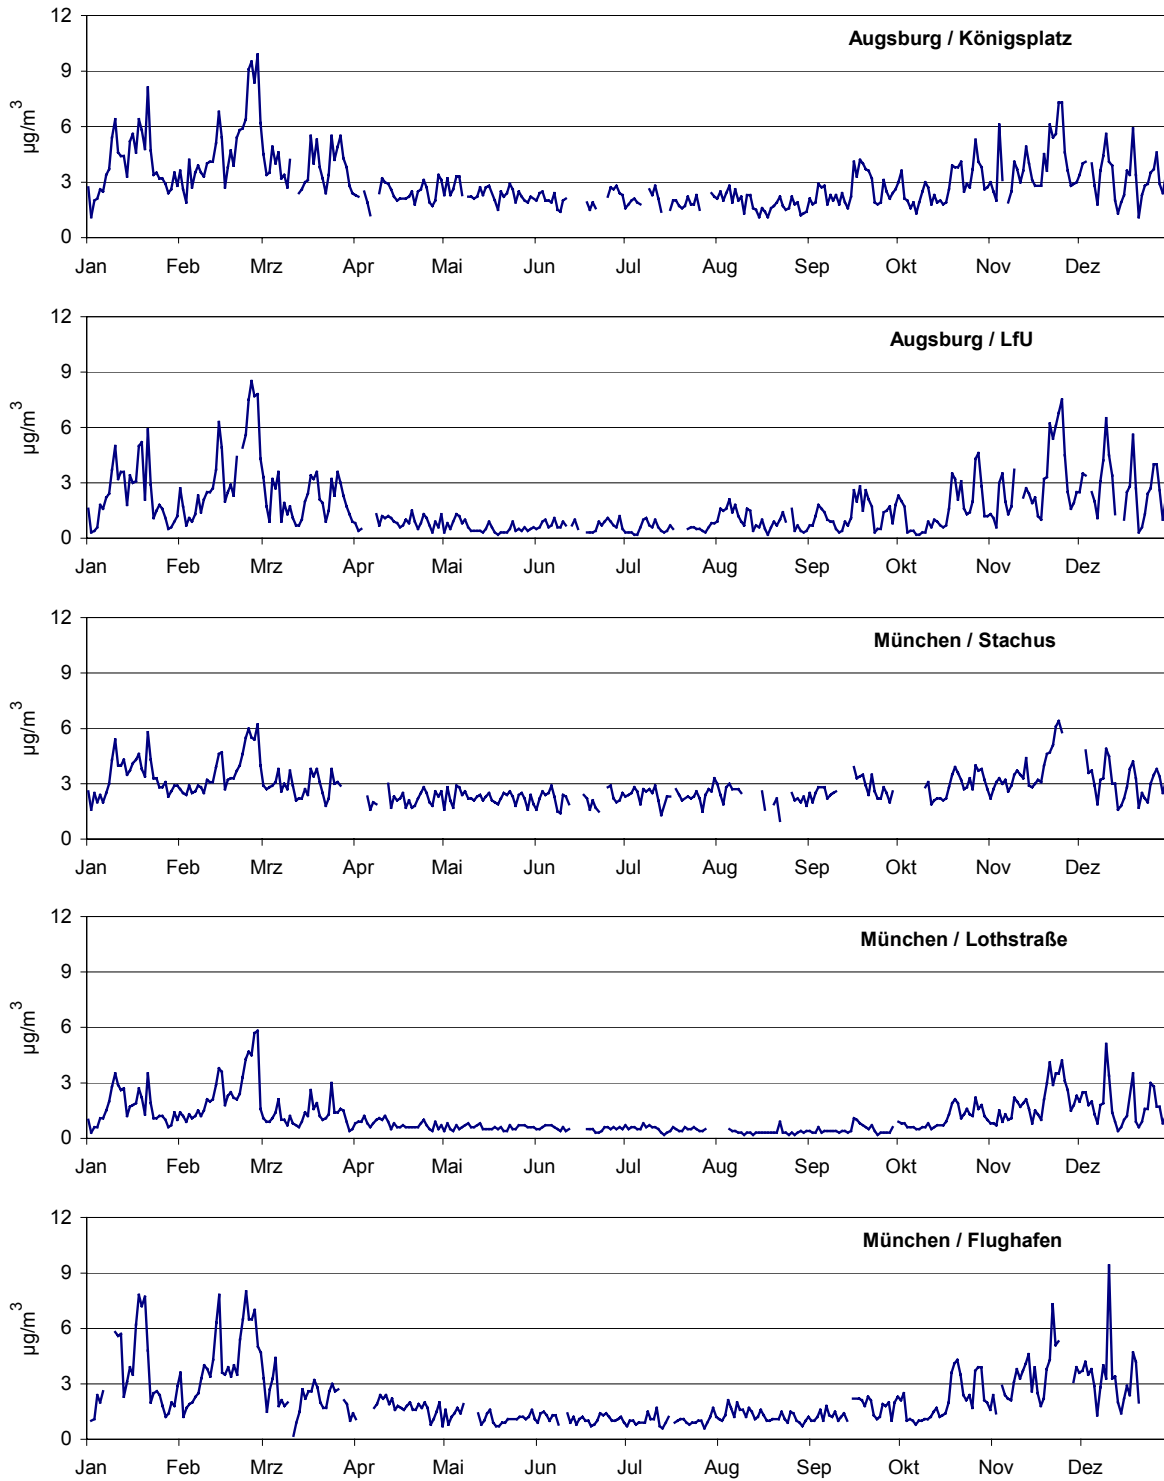 12
Augsburg / Königsplatz
9
µg/m³
6
3
0
Jan Feb Mrz Apr Mai Jun Jul Aug Sep Okt Nov Dez
12
Augsburg / LfU
9
µg/m³
6
3
0
Jan Feb Mrz Apr Mai Jun Jul Aug Sep Okt Nov Dez
12
München / Stachus
9
µg/m³
6
3
0
Jan Feb Mrz Apr Mai Jun Jul Aug Sep Okt Nov Dez
12
München / Lothstraße
9
µg/m³
6
3
0
Jan Feb Mrz Apr Mai Jun Jul Aug Sep Okt Nov Dez
12
München / Flughafen
9
µg/m³
6
3
0
Jan Feb Mrz Apr Mai Jun Jul Aug Sep Okt Nov Dez